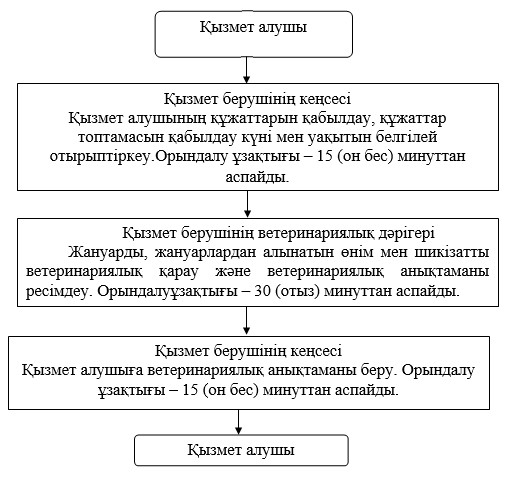 Қызмет алушы
Қызмет берушінің кеңсесі
Қызмет алушының құжаттарын қабылдау, құжаттар
топтамасын қабылдау күні мен уақытын белгілей
отырыптіркеу.Орындалу ұзақтығы – 15 (он бес) минуттан
аспайды.
Қызмет берушінің ветеринариялық дәрігері
Жануарды, жануарлардан алынатын өнім мен шикізатты
ветеринариялық қарау және ветеринариялық анықтаманы
ресімдеу. Орындалуұзақтығы – 30 (отыз) минуттан аспайды.
Қызмет берушінің кеңсесі
Қызмет алушыға ветеринариялық анықтаманы беру. Орындалу
ұзақтығы – 15 (он бес) минуттан аспайды.
Қызмет алушы